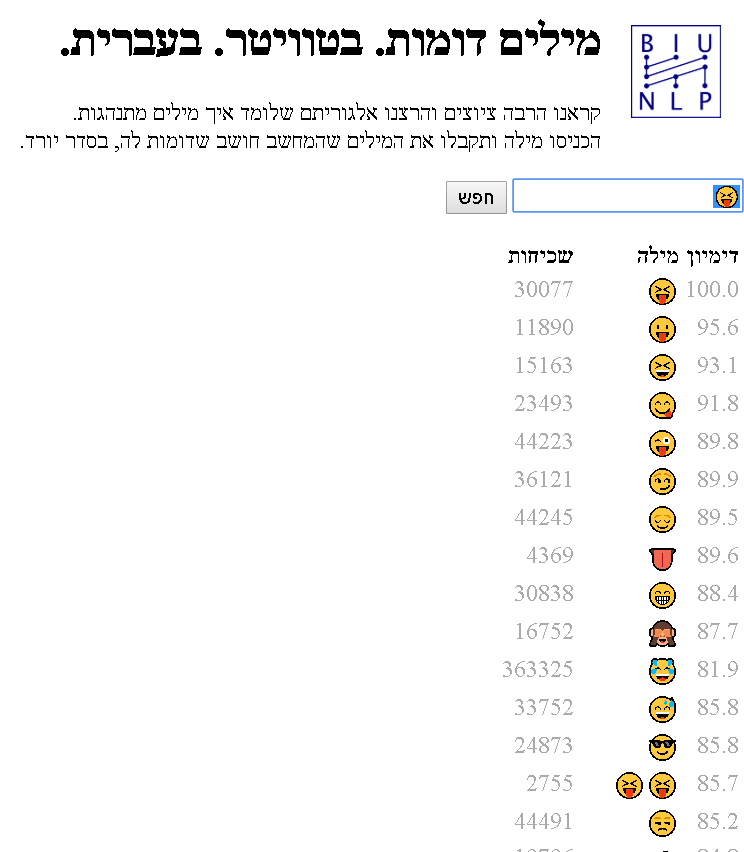 BIU
NLP
מילים דומות. בטוויטר. בעברית.
קראנו הרבה ציוצים והרצנו אלגוריתם שלומד איך מילים מתנהגות.
הכניסו מילה ותקבלו את המילים שהמחשב חושב שדומות לה, בסדר יורד.
😝 חפש
דימיון מילה שכיחות
100.0 😝 30077
95.6 😛 11890
93.1 😆 15163
91.8 😋 23493
89.8 😜 44223
89.9 😏 36121
89.5 😌 44245
89.6 👅 4369
88.4 😁 30838
87.7 🙈 16752
81.9 😂 363325
85.8 😅 33752
85.8 😎 24873
85.7 😝😝 2755
85.2 😒 44491